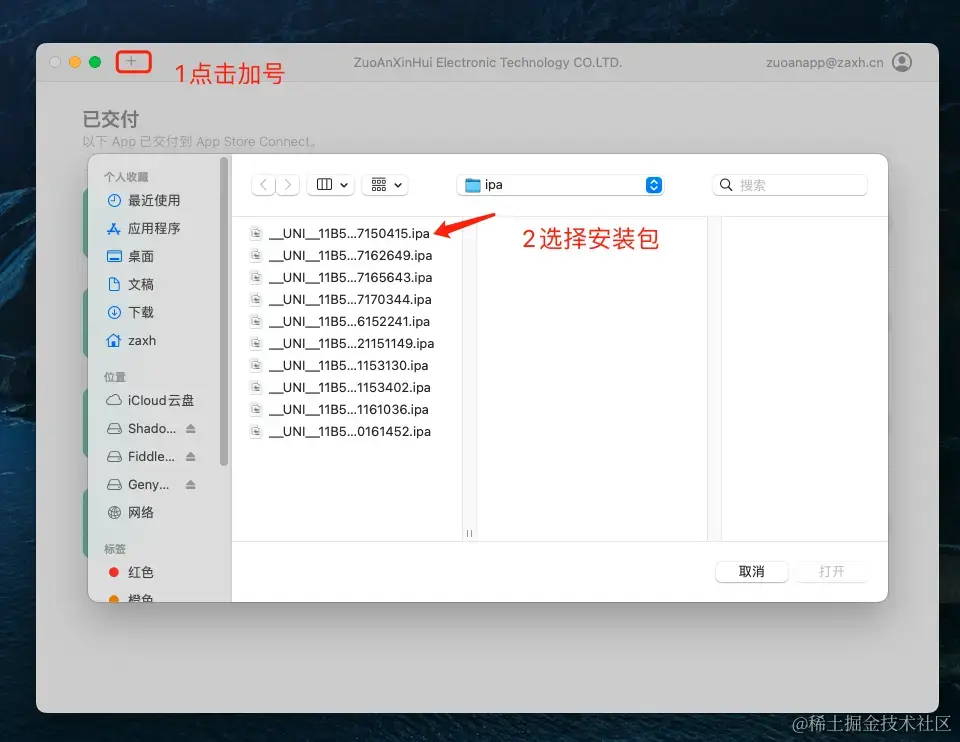 1点击加号
ZuoAnXinHui Electronic Technology CO.LTD.
zuoanapp@zaxh.cn
已交付
以下 App 已交付到 App Store Connect。
个人收藏
最近使用
应用程序
桌面
文稿
下载
zaxh
位置
iCloud云盘
Shado...
Fiddle...
Geny...
网络
标签
红色
橙色
ipa
搜索
__UNI__11B5...7150415.ipa
__UNI__11B5...7162649.ipa
__UNI__11B5...7165643.ipa
__UNI__11B5...7170344.ipa
__UNI__11B5...6152241.ipa
__UNI__11B5...21151149.ipa
__UNI__11B5...1153130.ipa
__UNI__11B5...1153402.ipa
__UNI__11B5...1161036.ipa
__UNI__11B5...0161452.ipa
2选择安装包
取消
打开
@稀土掘金技术社区